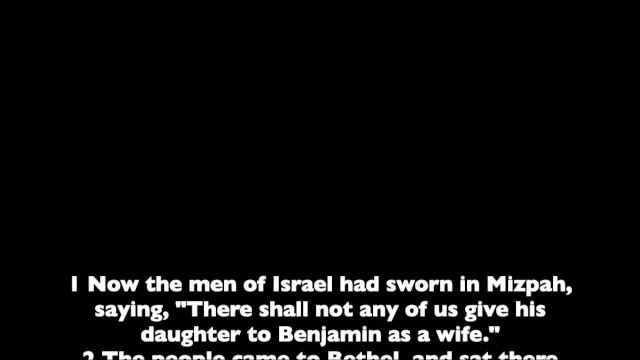 1 Now the men of Israel had sworn in Mizpah,
saying, "There shall not any of us give his
daughter to Benjamin as a wife."
2 The people came to Bethel, and sat there